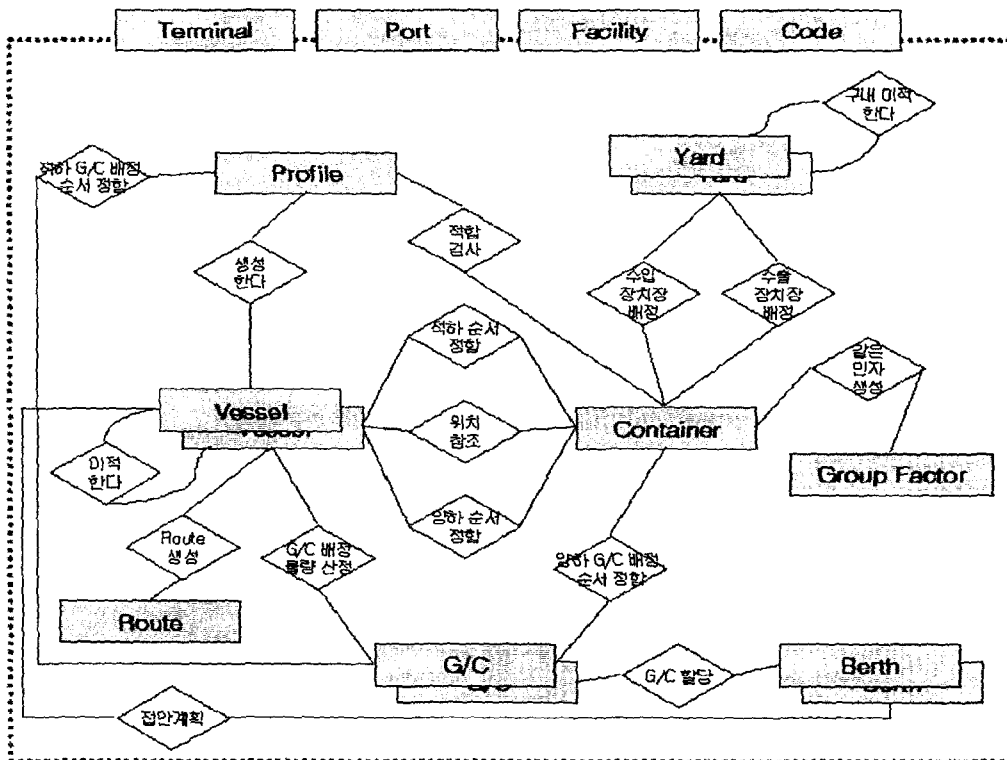 Terminal
Port
Facility
Code
구내 이적
한다
Yard
Yard
적하 G/C 배정
순서 정함
Profile
적합
검사
생성
한다
수입
장치장
배정
수출
장치장
배정
적하 순서
정함
같은
인자
생성
Vessel
Vessel
위치
참조
Container
이적
한다
Group Factor
양하 순서
정함
Route
생성
G/C 배정
물량 산정
양하 G/C 배정
순서 정함
Route
G/C
G/C
G/C 할당
Berth
Berth
접안계획